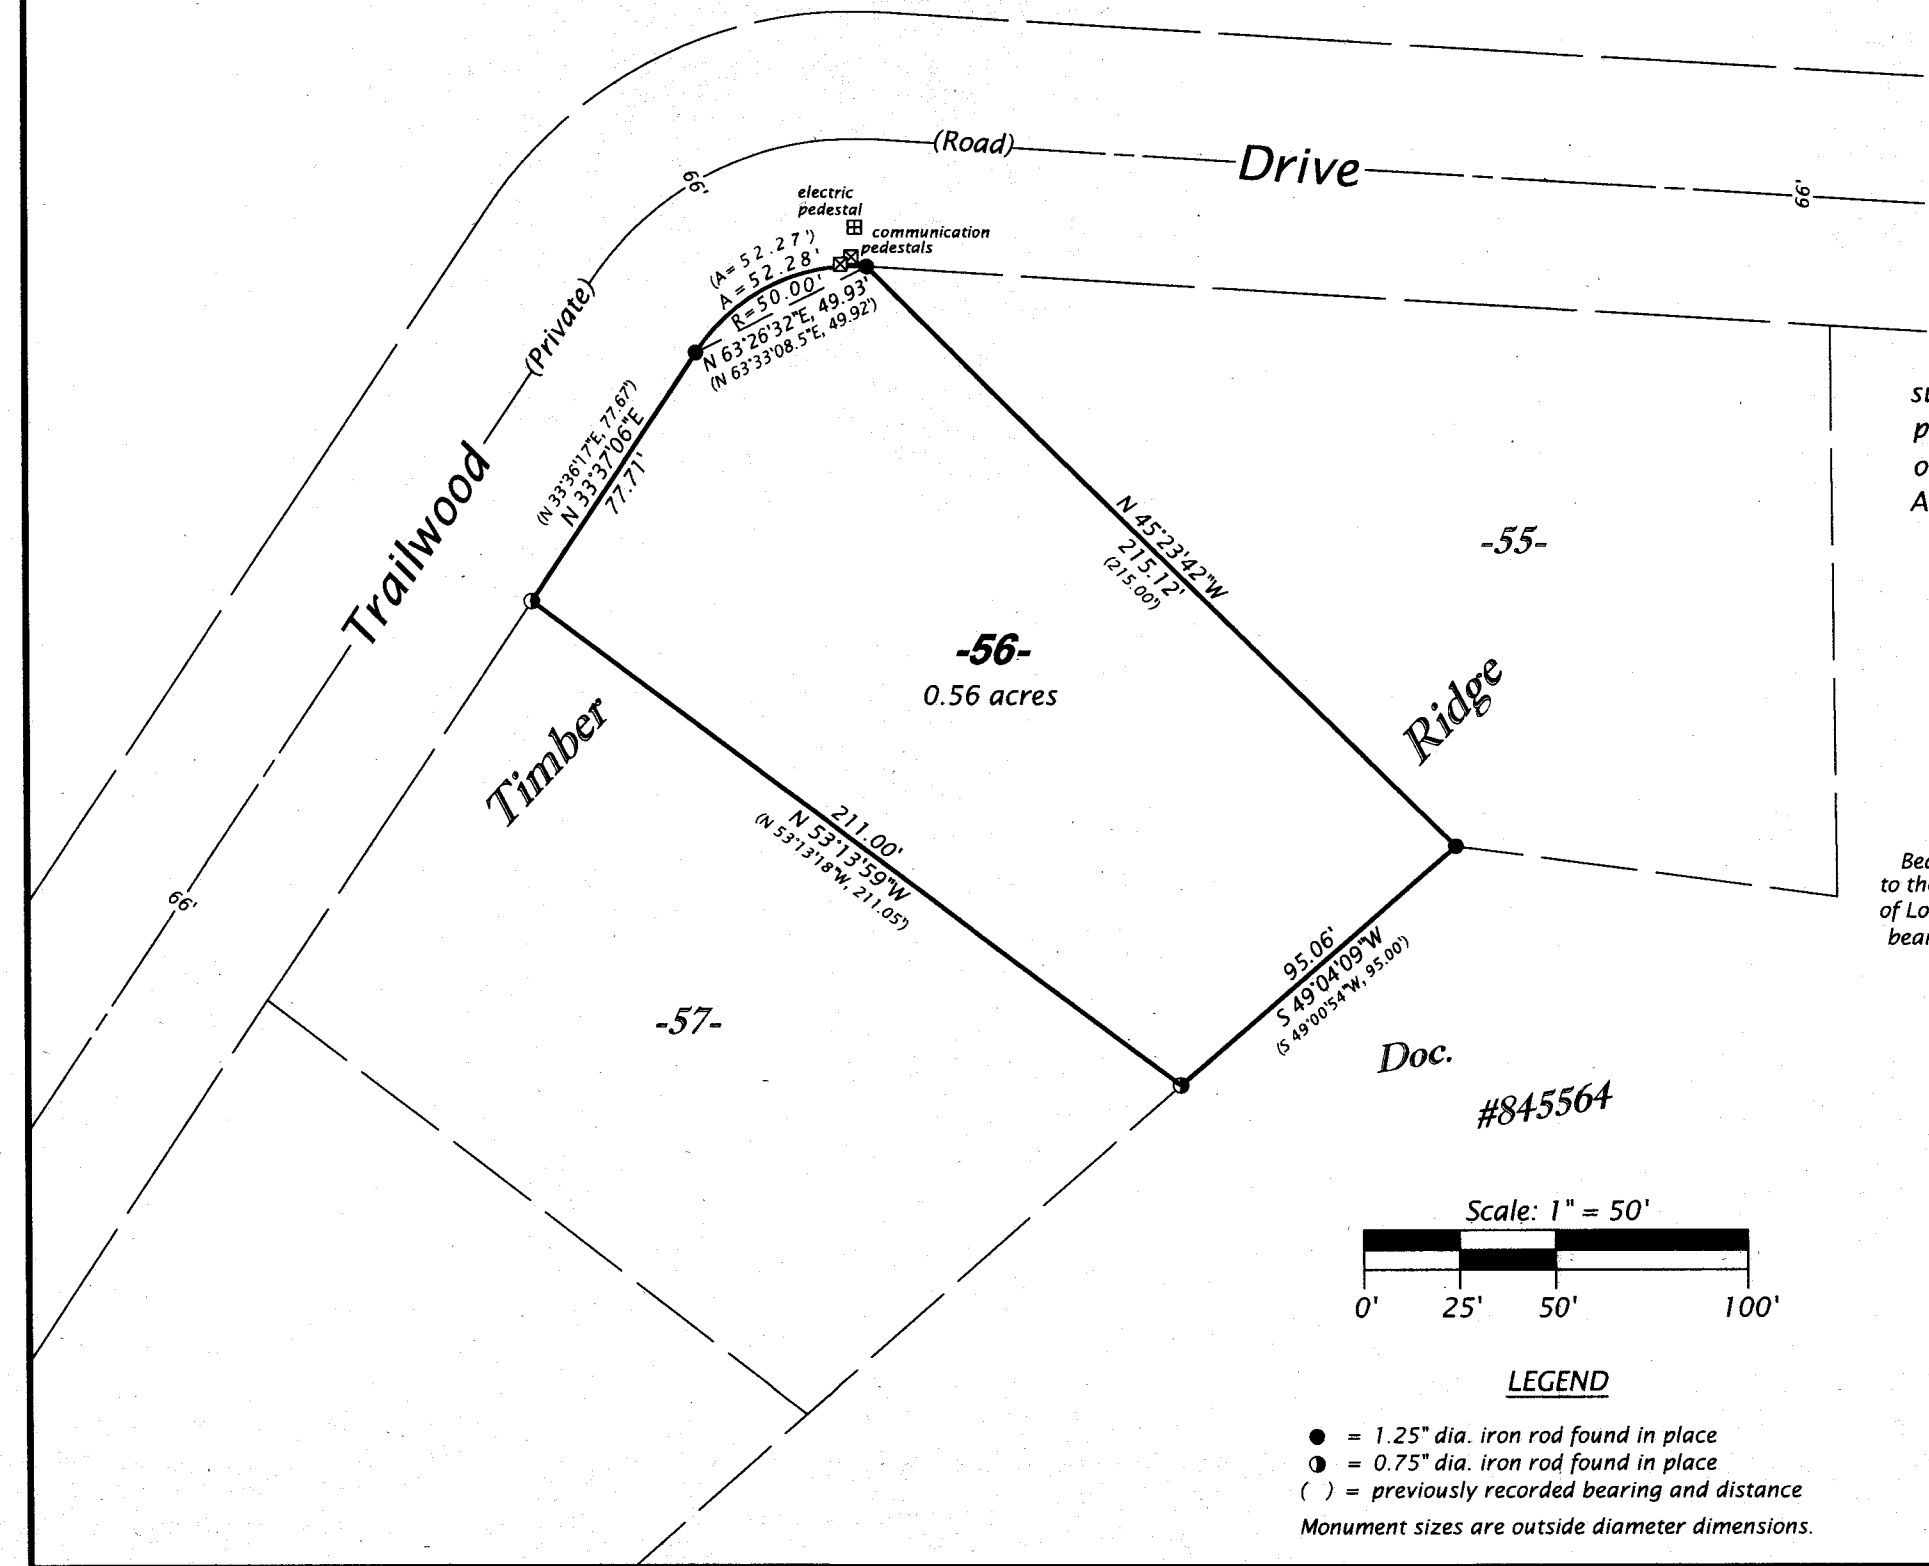 (Road)
Drive
66'
66'
electric
pedestal
communication
pedestals
(A= 52.27')
A = 52.28'
R=50.00'
N 63°26'32"E, 49.93'
(N 63°33'08.5"E, 49.92')
(Private)
(N 33°36'17"E, 77.67')
N 33°37'06"E
77.71'
Trailwood
N 45°23'42"W
215.12'
(215.00')
-55-
-56-
0.56 acres
Ridge
Timber
211.00'
N 53°13'59"W
(N 53°13'18"W, 211.05')
66'
95.06'
S 49°04'09"W
(S 49°00'54"W, 95.00')
-57-
Doc.
#845564
to th
of Lo
bear
Scale: 1" = 50'
0' 25' 50' 100'
LEGEND
= 1.25" dia. iron rod found in place
= 0.75" dia. iron rod found in place
( ) = previously recorded bearing and distance
Monument sizes are outside diameter dimensions.